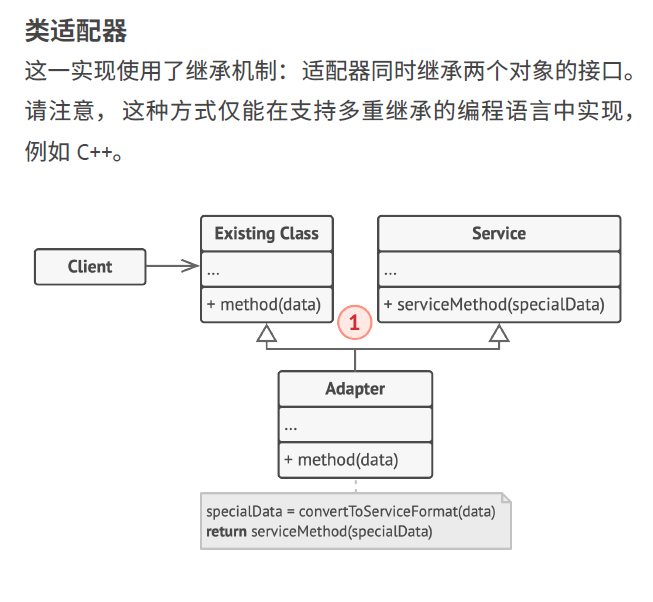 类适配器
这一实现使用了继承机制： 适配器同时继承两个对象的接口。
请注意， 这种方式仅能在支持多重继承的编程语言中实现，
例如 C++。
Existing Class
Service
Client
...
...
+ method(data)
+ serviceMethod(specialData)
1
Adapter
...
+ method(data)
specialData = convertToServiceFormat(data)
return serviceMethod(specialData)